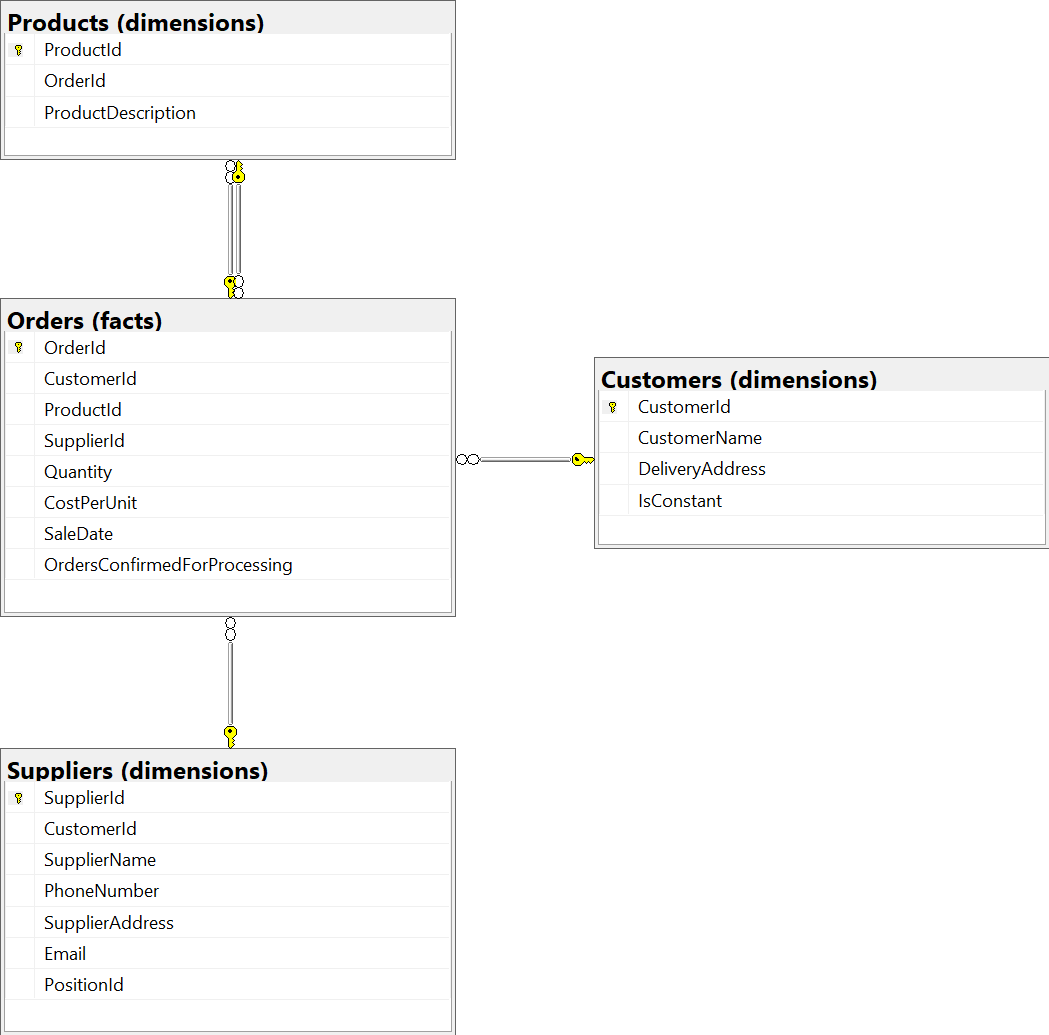 Products (dimensions)
ProductId
OrderId
ProductDescription
Orders (facts)
OrderId
CustomerId
ProductId
SupplierId
Quantity
CostPerUnit
SaleDate
OrdersConfirmedForProcessing
Customers (dimensions)
CustomerId
CustomerName
DeliveryAddress
IsConstant
Suppliers (dimensions)
SupplierId
CustomerId
SupplierName
PhoneNumber
SupplierAddress
Email
PositionId